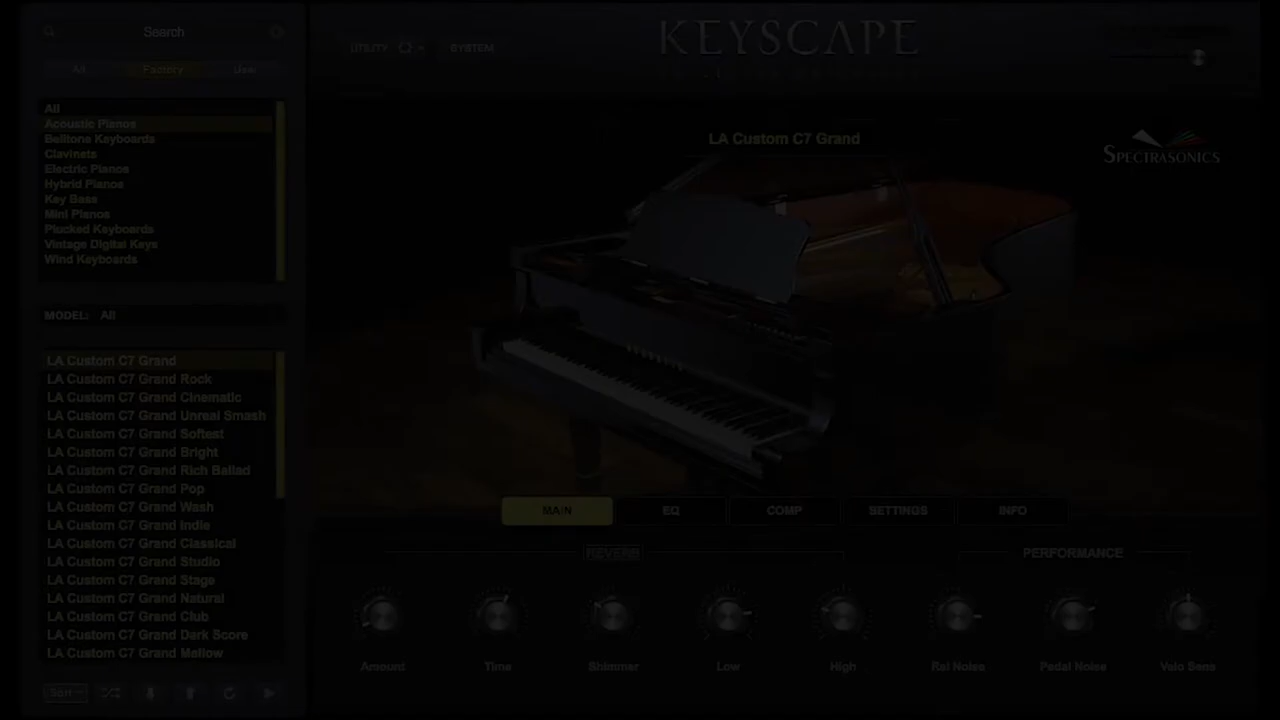 Search
All Factory User
All
Acoustic Pianos
Belltone Keyboards
Clavinets
Electric Pianos
Hybrid Pianos
Key Bass
Mini Pianos
Plucked Keyboards
Vintage Digital Keys
Wind Keyboards
MODEL: All
LA Custom C7 Grand
LA Custom C7 Grand Rock
LA Custom C7 Grand Cinematic
LA Custom C7 Grand Unreal Smash
LA Custom C7 Grand Softest
LA Custom C7 Grand Bright
LA Custom C7 Grand Rich Ballad
LA Custom C7 Grand Pop
LA Custom C7 Grand Wash
LA Custom C7 Grand Indie
LA Custom C7 Grand Classical
LA Custom C7 Grand Studio
LA Custom C7 Grand Stage
LA Custom C7 Grand Natural
LA Custom C7 Grand Club
LA Custom C7 Grand Dark Score
LA Custom C7 Grand Mellow
Sort
UTILITY SYSTEM
KEYSCAPE
LA Custom C7 Grand
SPECTRASONICS
MAIN EQ COMP SETTINGS INFO
REVERB PERFORMANCE
Amount Time Shimmer Low High Rel Noise Pedal Noise Velo Sens